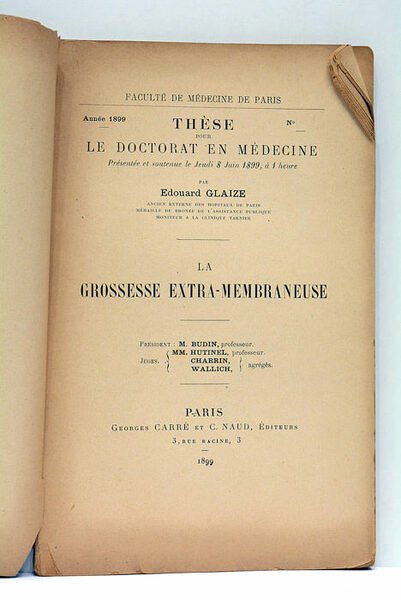 FACULTÉ DE MÉDECINE DE PARIS
Année 1899 THÈSE N°
POUR
LE DOCTORAT EN MÉDECINE
Présentée et soutenue le Jeudi 8 Juin 1899, à 1 heure
PAR
Edouard GLAIZE
ANCIEN EXTERNE DES HOPITAUX DE PARIS
MÉDAILLE DE BRONZE DE L'ASSISTANCE PUBLIQUE
MONITEUR A LA CLINIQUE TARNIER
LA
GROSSESSE EXTRA-MEMBRANEUSE
PRÉSIDENT : M. BUDIN, professeur.
MM. HUTINEL, professeur.
JUGES. CHARRIN,
WALLICH, agrégés.
PARIS
GEORGES CARRÉ ET C. NAUD, ÉDITEURS
3, RUE RACINE, 3
1899